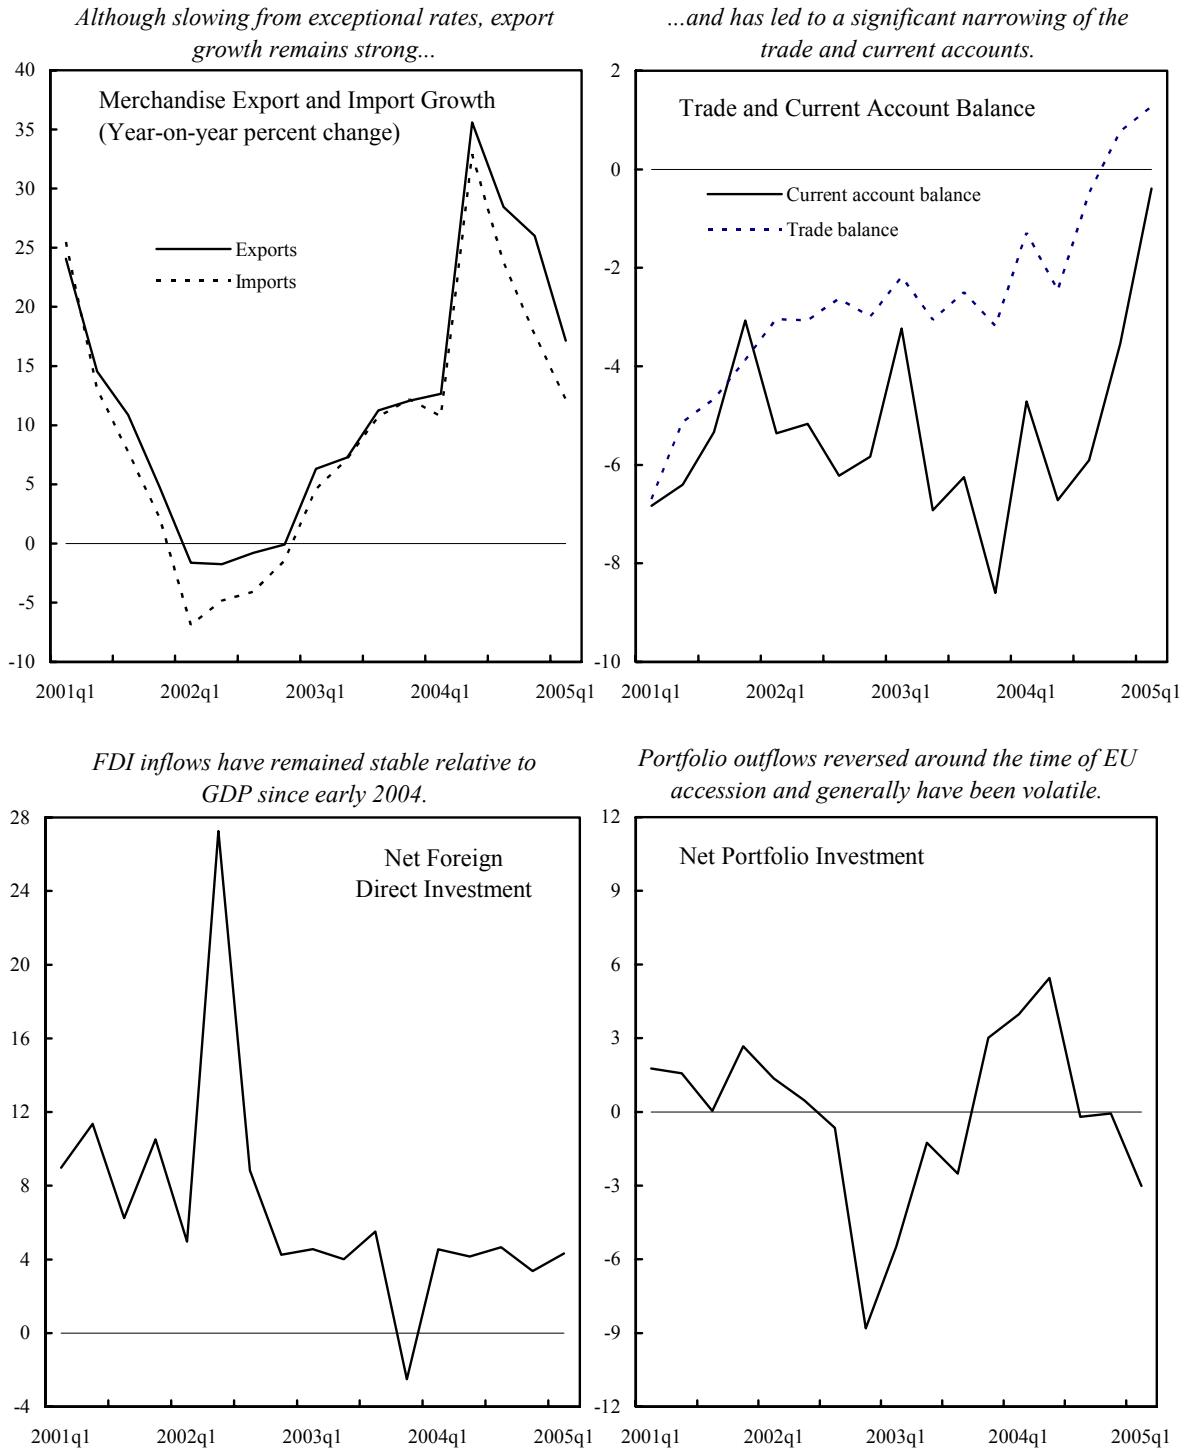 Although slowing from exceptional rates, export
growth remains strong...
40
35
30
25
20
15
10
5
0
-5
-10
Merchandise Export and Import Growth
(Year-on-year percent change)
Exports
Imports
2001q1 2002q1 2003q1 2004q1 2005q1
...and has led to a significant narrowing of the
trade and current accounts.
2
0
-2
-4
-6
-8
-10
Trade and Current Account Balance
Current account balance
Trade balance
2001q1 2002q1 2003q1 2004q1 2005q1
FDI inflows have remained stable relative to
GDP since early 2004.
28
24
20
16
12
8
4
0
-4
Net Foreign
Direct Investment
2001q1 2002q1 2003q1 2004q1 2005q1
Portfolio outflows reversed around the time of EU
accession and generally have been volatile.
12
9
6
3
0
-3
-6
-9
-12
Net Portfolio Investment
2001q1 2002q1 2003q1 2004q1 2005q1